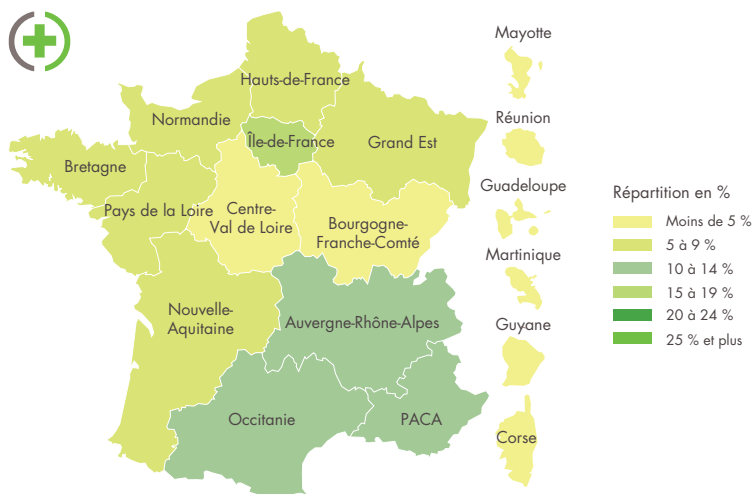 Mayotte
Hauts-de-France
Normandie
Réunion
Île-de-France
Grand Est
Bretagne
Guadeloupe
Répartition en %
Pays de la Loire
Centre-
Val de Loire
Bourgogne-
Franche-Comté
Moins de 5 %
5 à 9 %
Martinique
10 à 14 %
15 à 19 %
20 à 24 %
25 % et plus
Nouvelle-
Aquitaine
Auvergne-Rhône-Alpes
Guyane
Occitanie
PACA
Corse